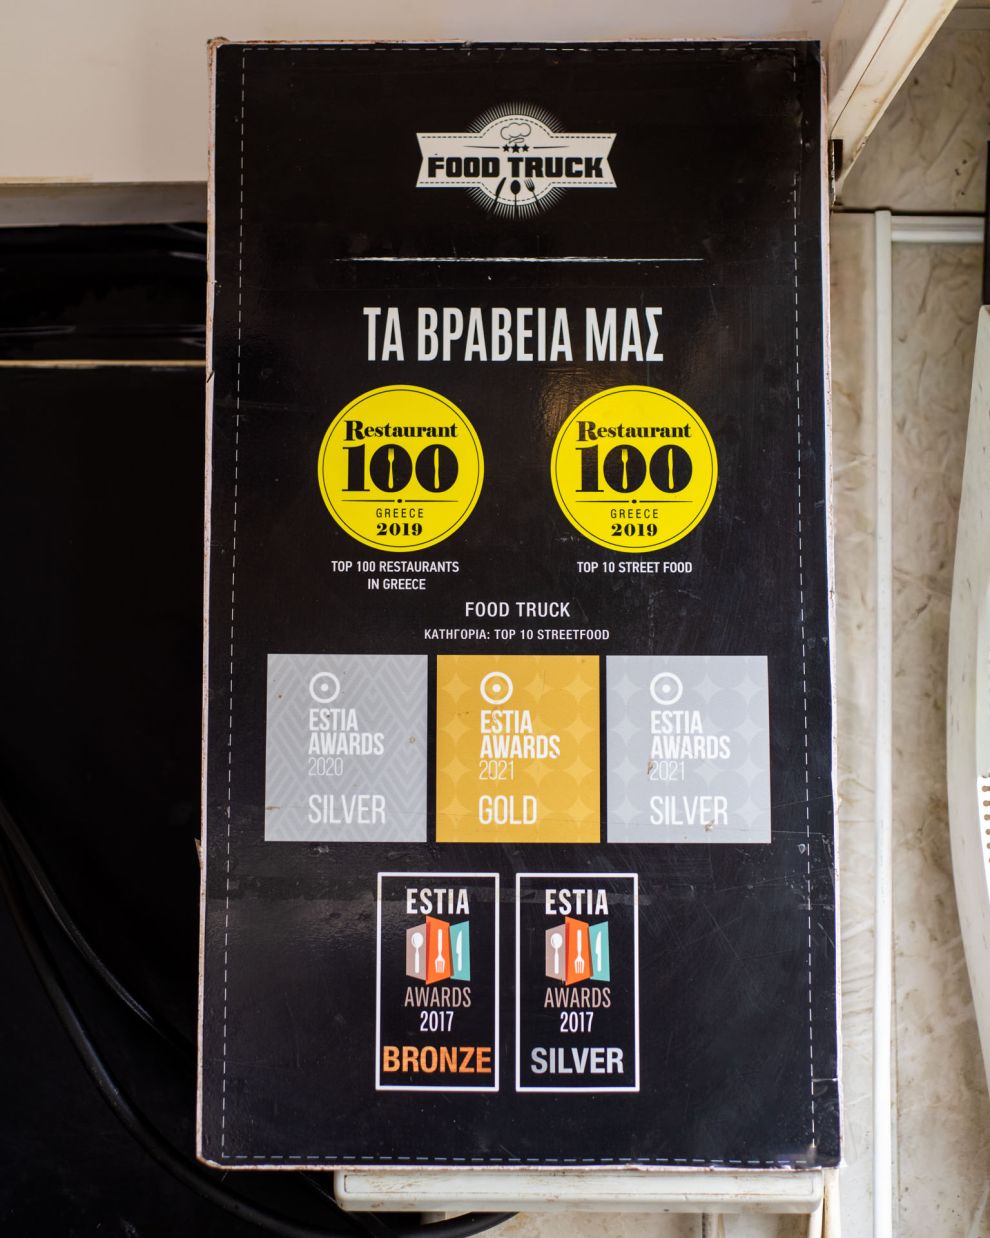 FOOD TRUCK
ΤΑ ΒΡΑΒΕΙΑ ΜΑΣ
Restaurant
100
GREECE
2019
TOP 100 RESTAURANTS
IN GREECE
Restaurant
100
GREECE
2019
TOP 10 STREET FOOD
FOOD TRUCK
ΚΑΤΗΓΟΡΙΑ: TOP 10 STREETFOOD
ESTIA
AWARDS
2020
SILVER
ESTIA
AWARDS
2021
GOLD
ESTIA
AWARDS
2021
SILVER
ESTIA
AWARDS
2017
BRONZE
ESTIA
AWARDS
2017
SILVER